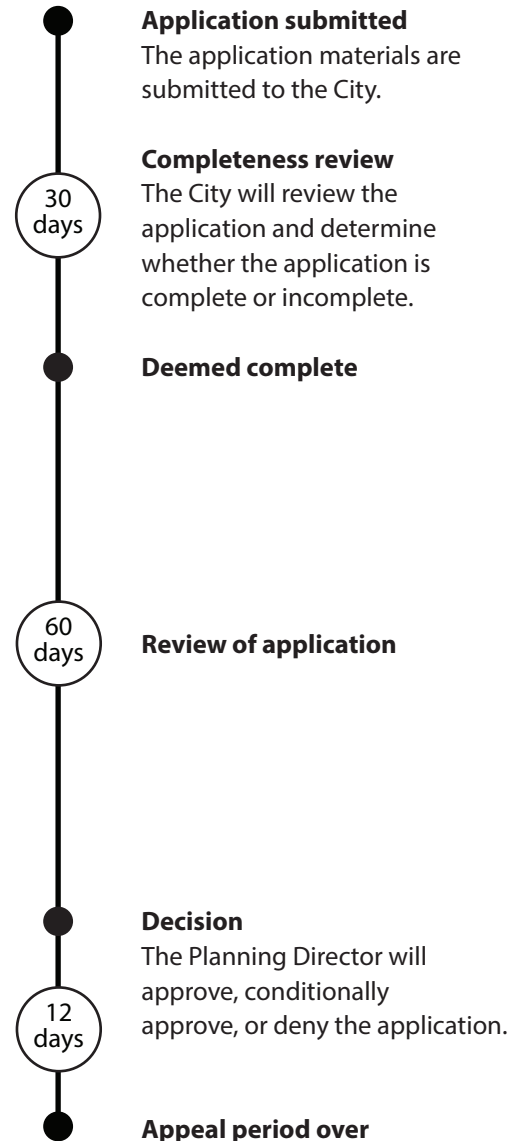 Application submitted
The application materials are
submitted to the City.
Completeness review
30
days
The City will review the
application and determine
whether the application is
complete or incomplete.
Deemed complete
60
days
Review of application
Decision
The Planning Director will
approve, conditionally
approve, or deny the application.
12
days
Appeal period over